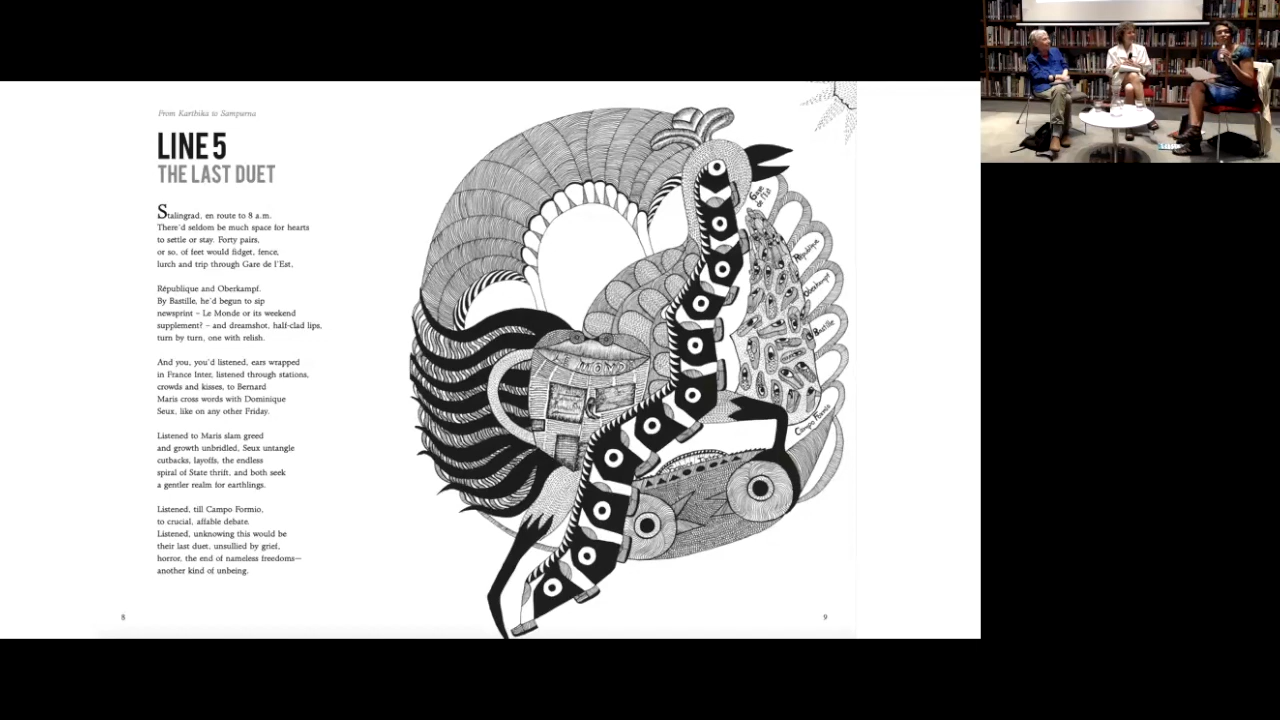 From Karthika to Sampurna
LINE 5
THE LAST DUET
Stalingrad, en route to 8 a.m.
There'd seldom be much space for hearts
to settle or stay. Forty pairs,
or so, of feet would fidget, fence,
lurch and trip through Gare de l'Est,
République and Oberkampf.
By Bastille, he'd begun to sip
newsprint – Le Monde or its weekend
supplement? – and dreamshot, half-clad lips,
turn by turn, one with relish.
And you, you'd listened, ears wrapped
in France Inter, listened through stations,
crowds and kisses, to Bernard
Maris cross words with Dominique
Seux, like on any other Friday.
Listened to Maris slam greed
and growth unbridled, Seux untangle
cutbacks, layoffs, the endless
spiral of State thrift, and both seek
a gentler realm for earthlings.
Listened, till Campo Formio,
to crucial, affable debate.
Listened, unknowing this would be
their last duet, unsullied by grief,
horror, the end of nameless freedoms—
another kind of unbeing.
8
Gare
de l'Est
République
Oberkampf
Bastille
Campo Formio
9